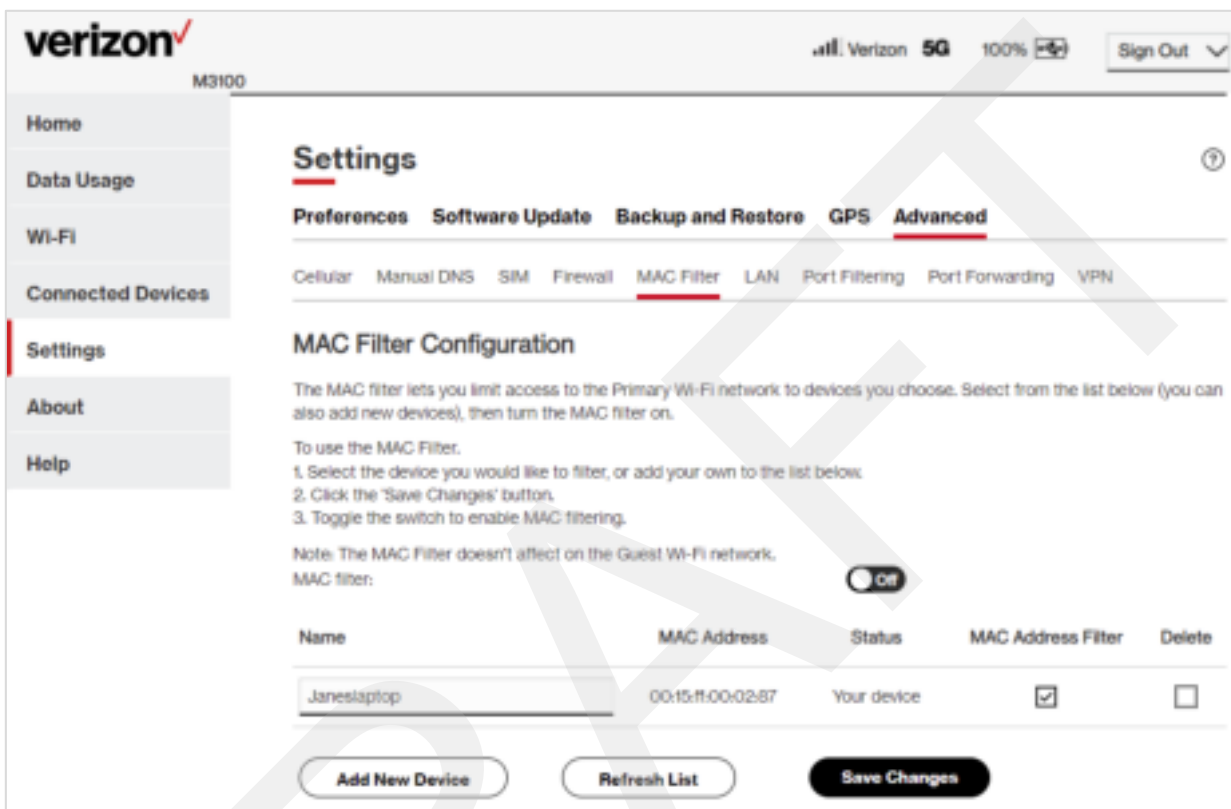 verizon
Verizon 5G 100% Sign Out
M3100
Home
Data Usage
Wi-Fi
Connected Devices
Settings
About
Help
Settings
Preferences Software Update Backup and Restore GPS Advanced
Cellular Manual DNS SIM Firewall MAC Filter LAN Port Filtering Port Forwarding VPN
MAC Filter Configuration
The MAC filter lets you limit access to the Primary Wi-Fi network to devices you choose. Select from the list below (you can
also add new devices), then turn the MAC filter on.
To use the MAC Filter.
1. Select the device you would like to filter, or add your own to the list below.
2. Click the 'Save Changes' button.
3. Toggle the switch to enable MAC filtering.
Note: The MAC Filter doesn't affect on the Guest Wi-Fi network.
MAC filter: Off
Name MAC Address Status MAC Address Filter Delete
Janeslaptop 00:15:ff:00:02:87 Your device
Add New Device Refresh List Save Changes
DRAFT